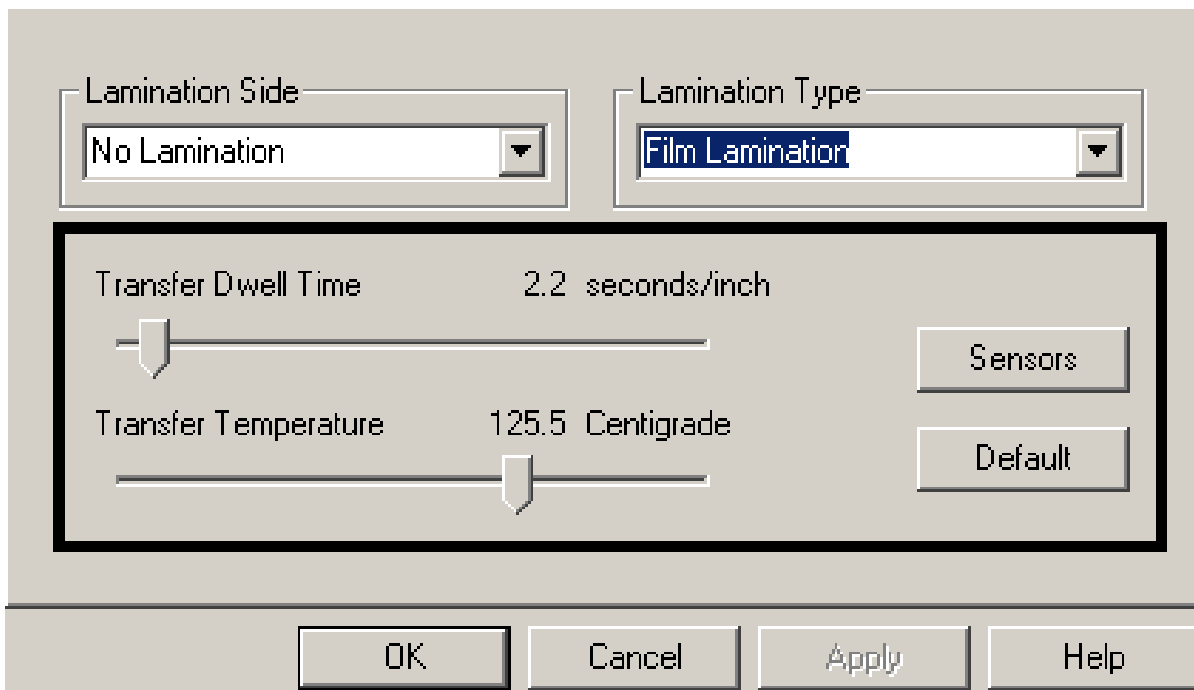 Lamination Side
No Lamination
Lamination Type
Film Lamination
Transfer Dwell Time 2.2 seconds/inch
Sensors
Transfer Temperature 125.5 Centigrade
Default
OK Cancel Apply Help